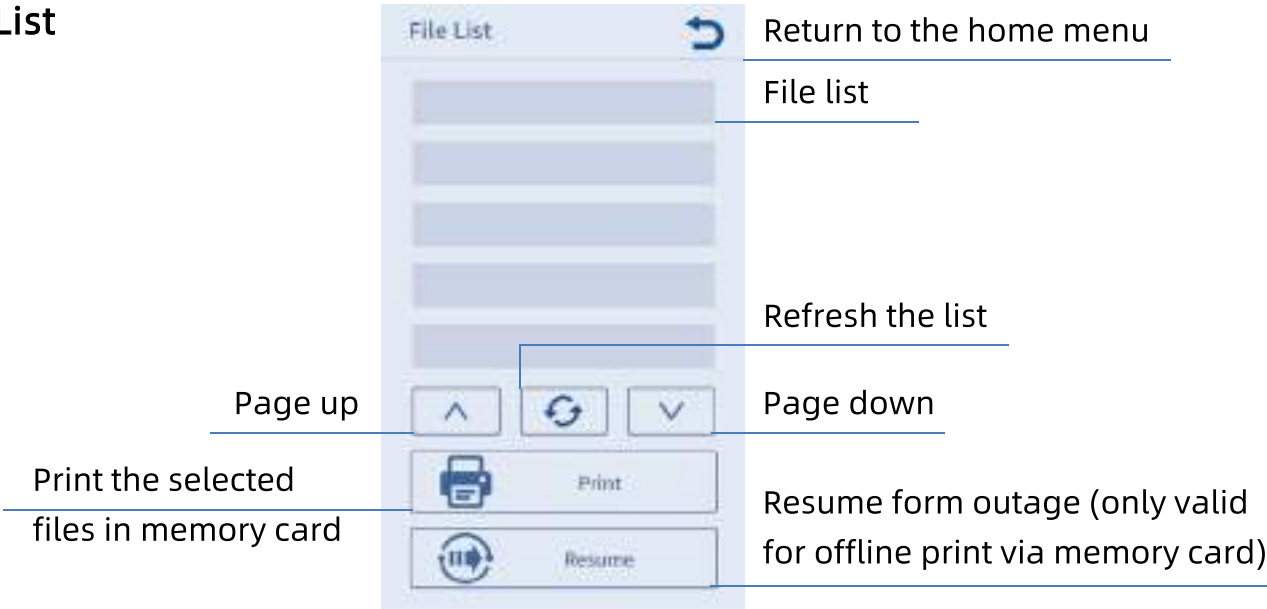 List
File List
Return to the home menu
File list
Refresh the list
Page up
Page down
Print the selected
files in memory card
Print
Resume form outage (only valid
for offline print via memory card)
Resume